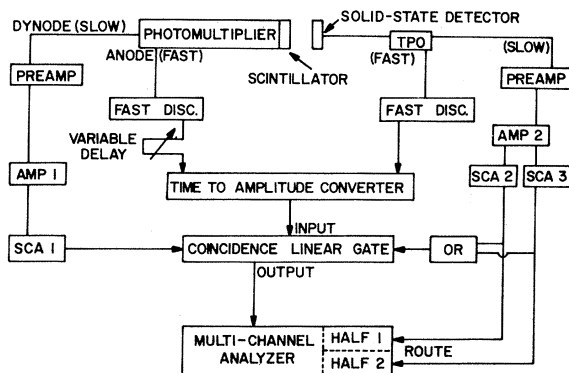 SOLID-STATE DETECTOR
DYNODE (SLOW)
PHOTOMULTIPLIER
TPO
(SLOW)
ANODE (FAST)
(FAST)
SCINTILLATOR
PREAMP
PREAMP
FAST DISC.
FAST DISC.
VARIABLE
DELAY
AMP 2
AMP 1
SCA 2
SCA 3
TIME TO AMPLITUDE CONVERTER
INPUT
SCA 1
COINCIDENCE LINEAR GATE
OR
OUTPUT
MULTI-CHANNEL
ANALYZER
HALF 1
HALF 2
ROUTE